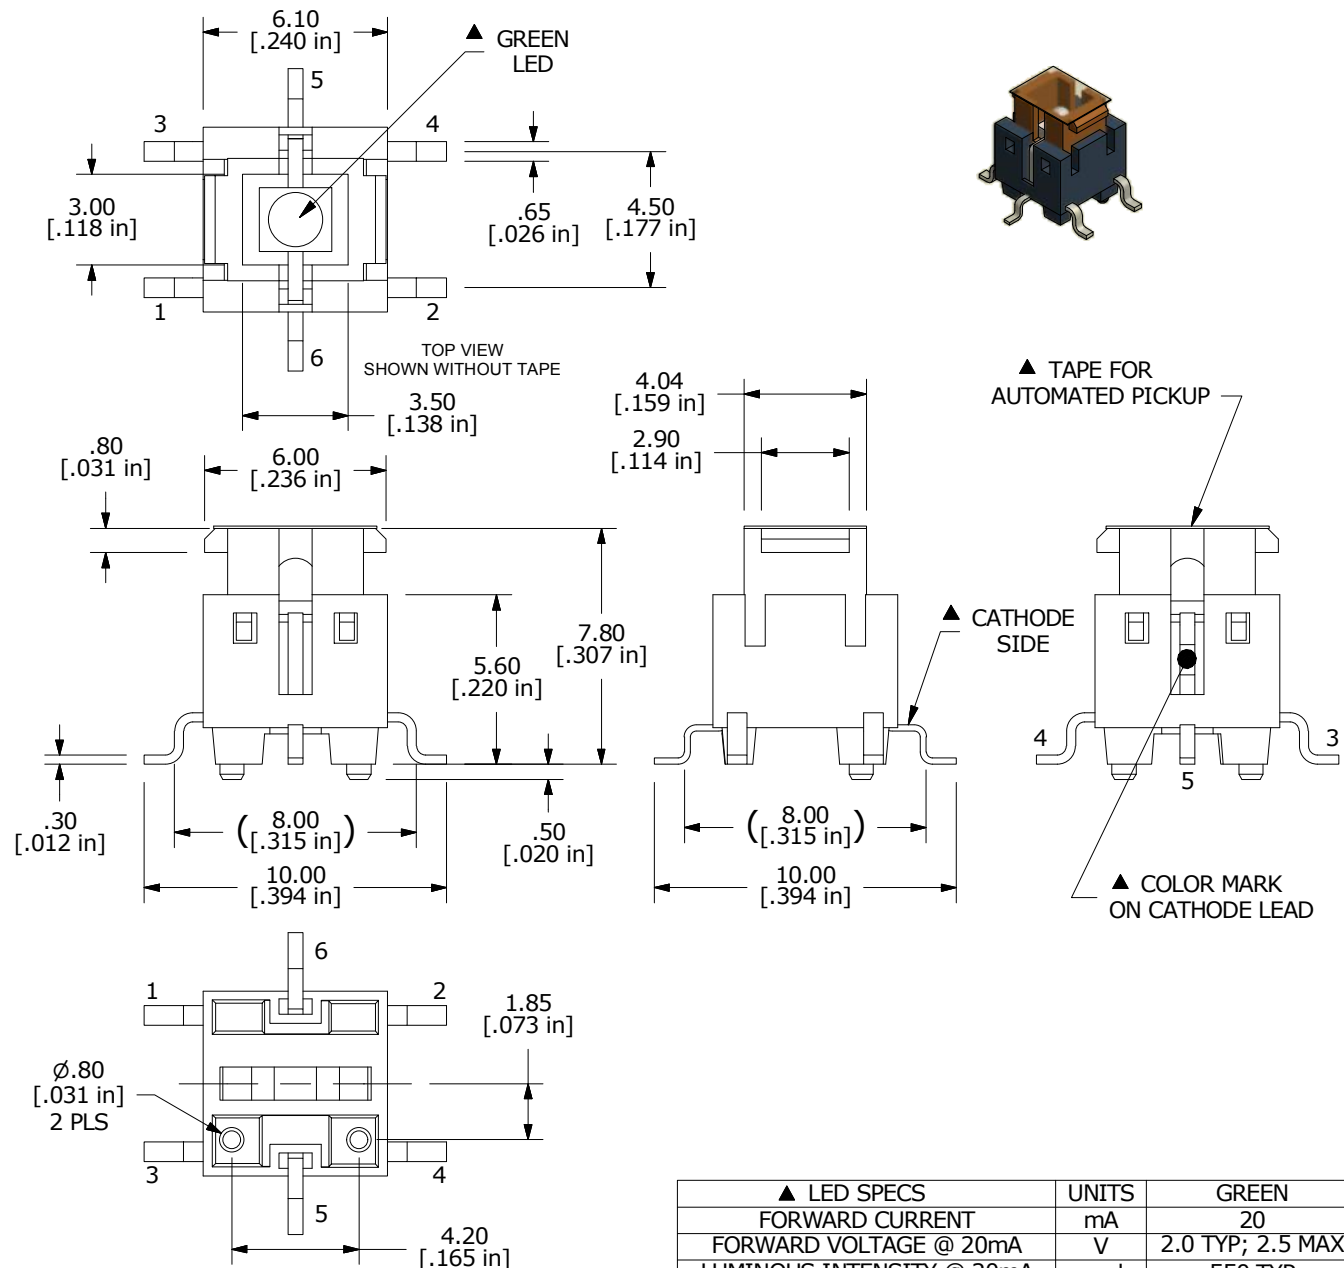 6.10
[.240 in]
▲ GREEN
LED
5
3
4
3.00
[.118 in]
.65
[.026 in]
4.50
[.177 in]
1
2
6
TOP VIEW
SHOWN WITHOUT TAPE
3.50
[.138 in]
.80
[.031 in]
6.00
[.236 in]
4.04
[.159 in]
2.90
[.114 in]
▲ TAPE FOR
AUTOMATED PICKUP
5.60
[.220 in]
7.80
[.307 in]
▲ CATHODE
SIDE
.30
[.012 in]
(8.00
[.315 in])
10.00
[.394 in]
.50
[.020 in]
(8.00
[.315 in])
10.00
[.394 in]
4
3
5
▲ COLOR MARK
ON CATHODE LEAD
6
1
2
1.85
[.073 in]
Ø.80
[.031 in]
2 PLS
3
4
5
4.20
[.165 in]
▲ LED SPECS UNITS GREEN
FORWARD CURRENT mA 20
FORWARD VOLTAGE @ 20mA V 2.0 TYP; 2.5 MAX